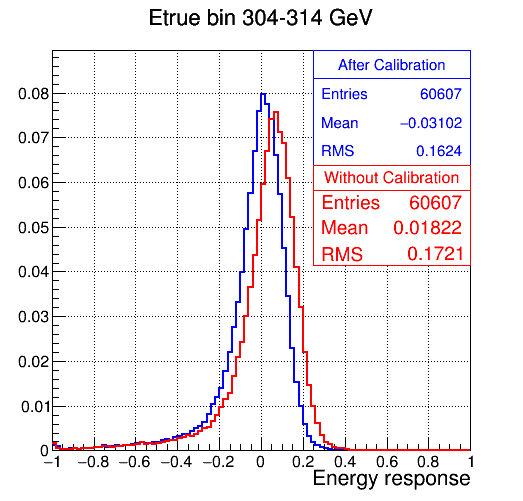 Etrue bin 304-314 GeV
After Calibration
Entries 60607
Mean −0.03102
RMS 0.1624
Without Calibration
Entries 60607
Mean 0.01822
RMS 0.1721
0.08
0.07
0.06
0.05
0.04
0.03
0.02
0.01
0
−1 −0.8 −0.6 −0.4 −0.2 0 0.2 0.4 0.6 0.8 1
Energy response